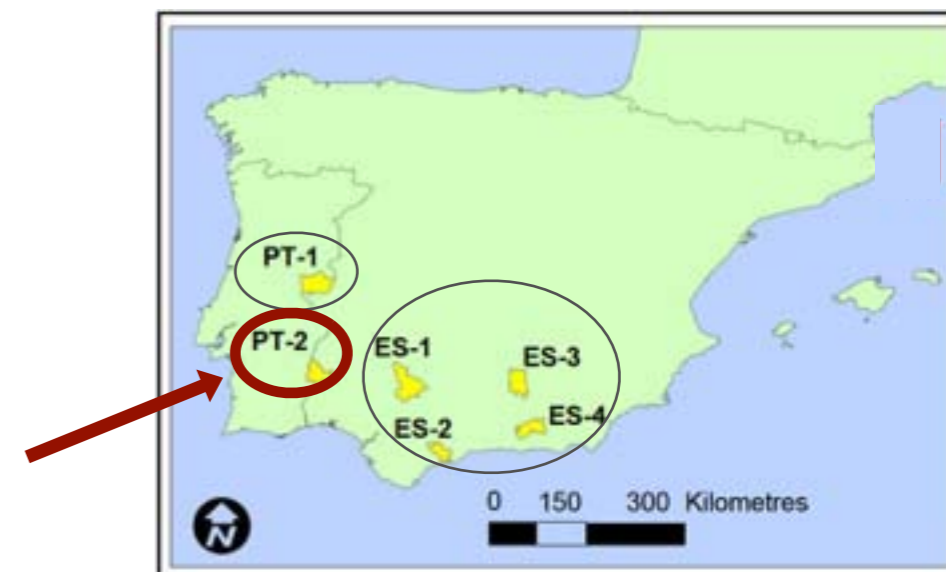 PT-1
PT-2
ES-1
ES-3
ES-2
ES-4
0 150 300 Kilometres
N